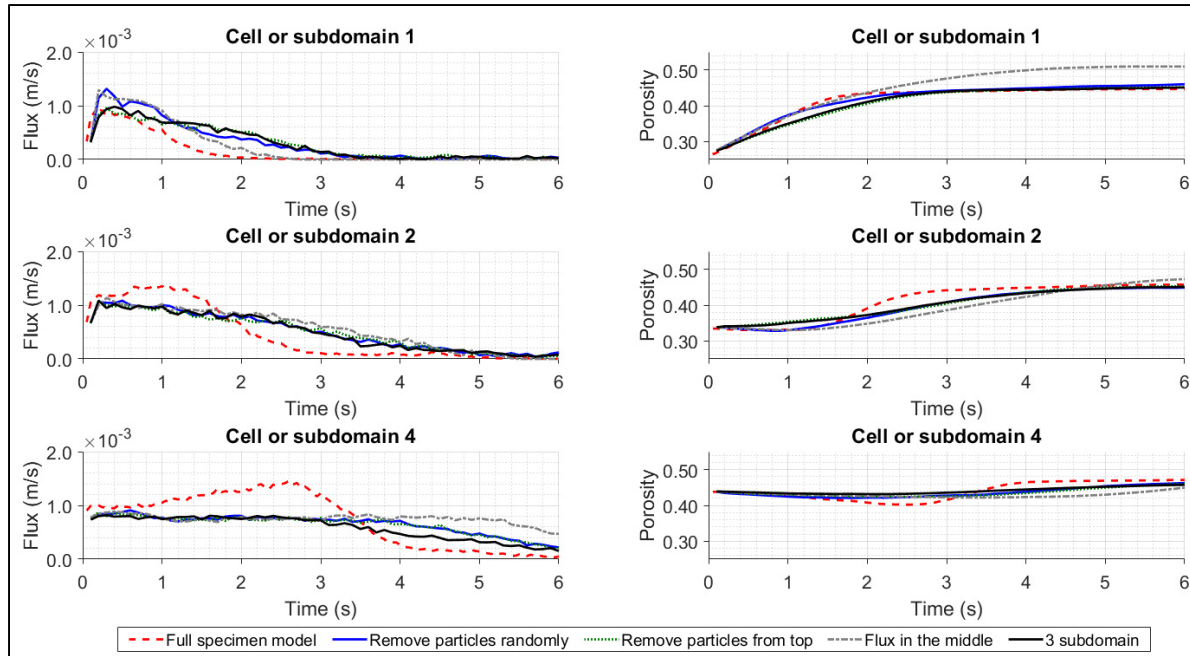 Cell or subdomain 1
×10⁻³
2.0
1.0
0.0
Flux (m/s)
0 1 2 3 4 5 6
Time (s)
Cell or subdomain 1
0.50
0.40
0.30
Porosity
0 1 2 3 4 5 6
Time (s)
Cell or subdomain 2
×10⁻³
2.0
1.0
0.0
Flux (m/s)
0 1 2 3 4 5 6
Time (s)
Cell or subdomain 2
0.50
0.40
0.30
Porosity
0 1 2 3 4 5 6
Time (s)
Cell or subdomain 4
×10⁻³
2.0
1.0
0.0
Flux (m/s)
0 1 2 3 4 5 6
Time (s)
Cell or subdomain 4
0.50
0.40
0.30
Porosity
0 1 2 3 4 5 6
Time (s)
Full specimen model Remove particles randomly Remove particles from top Flux in the middle 3 subdomain